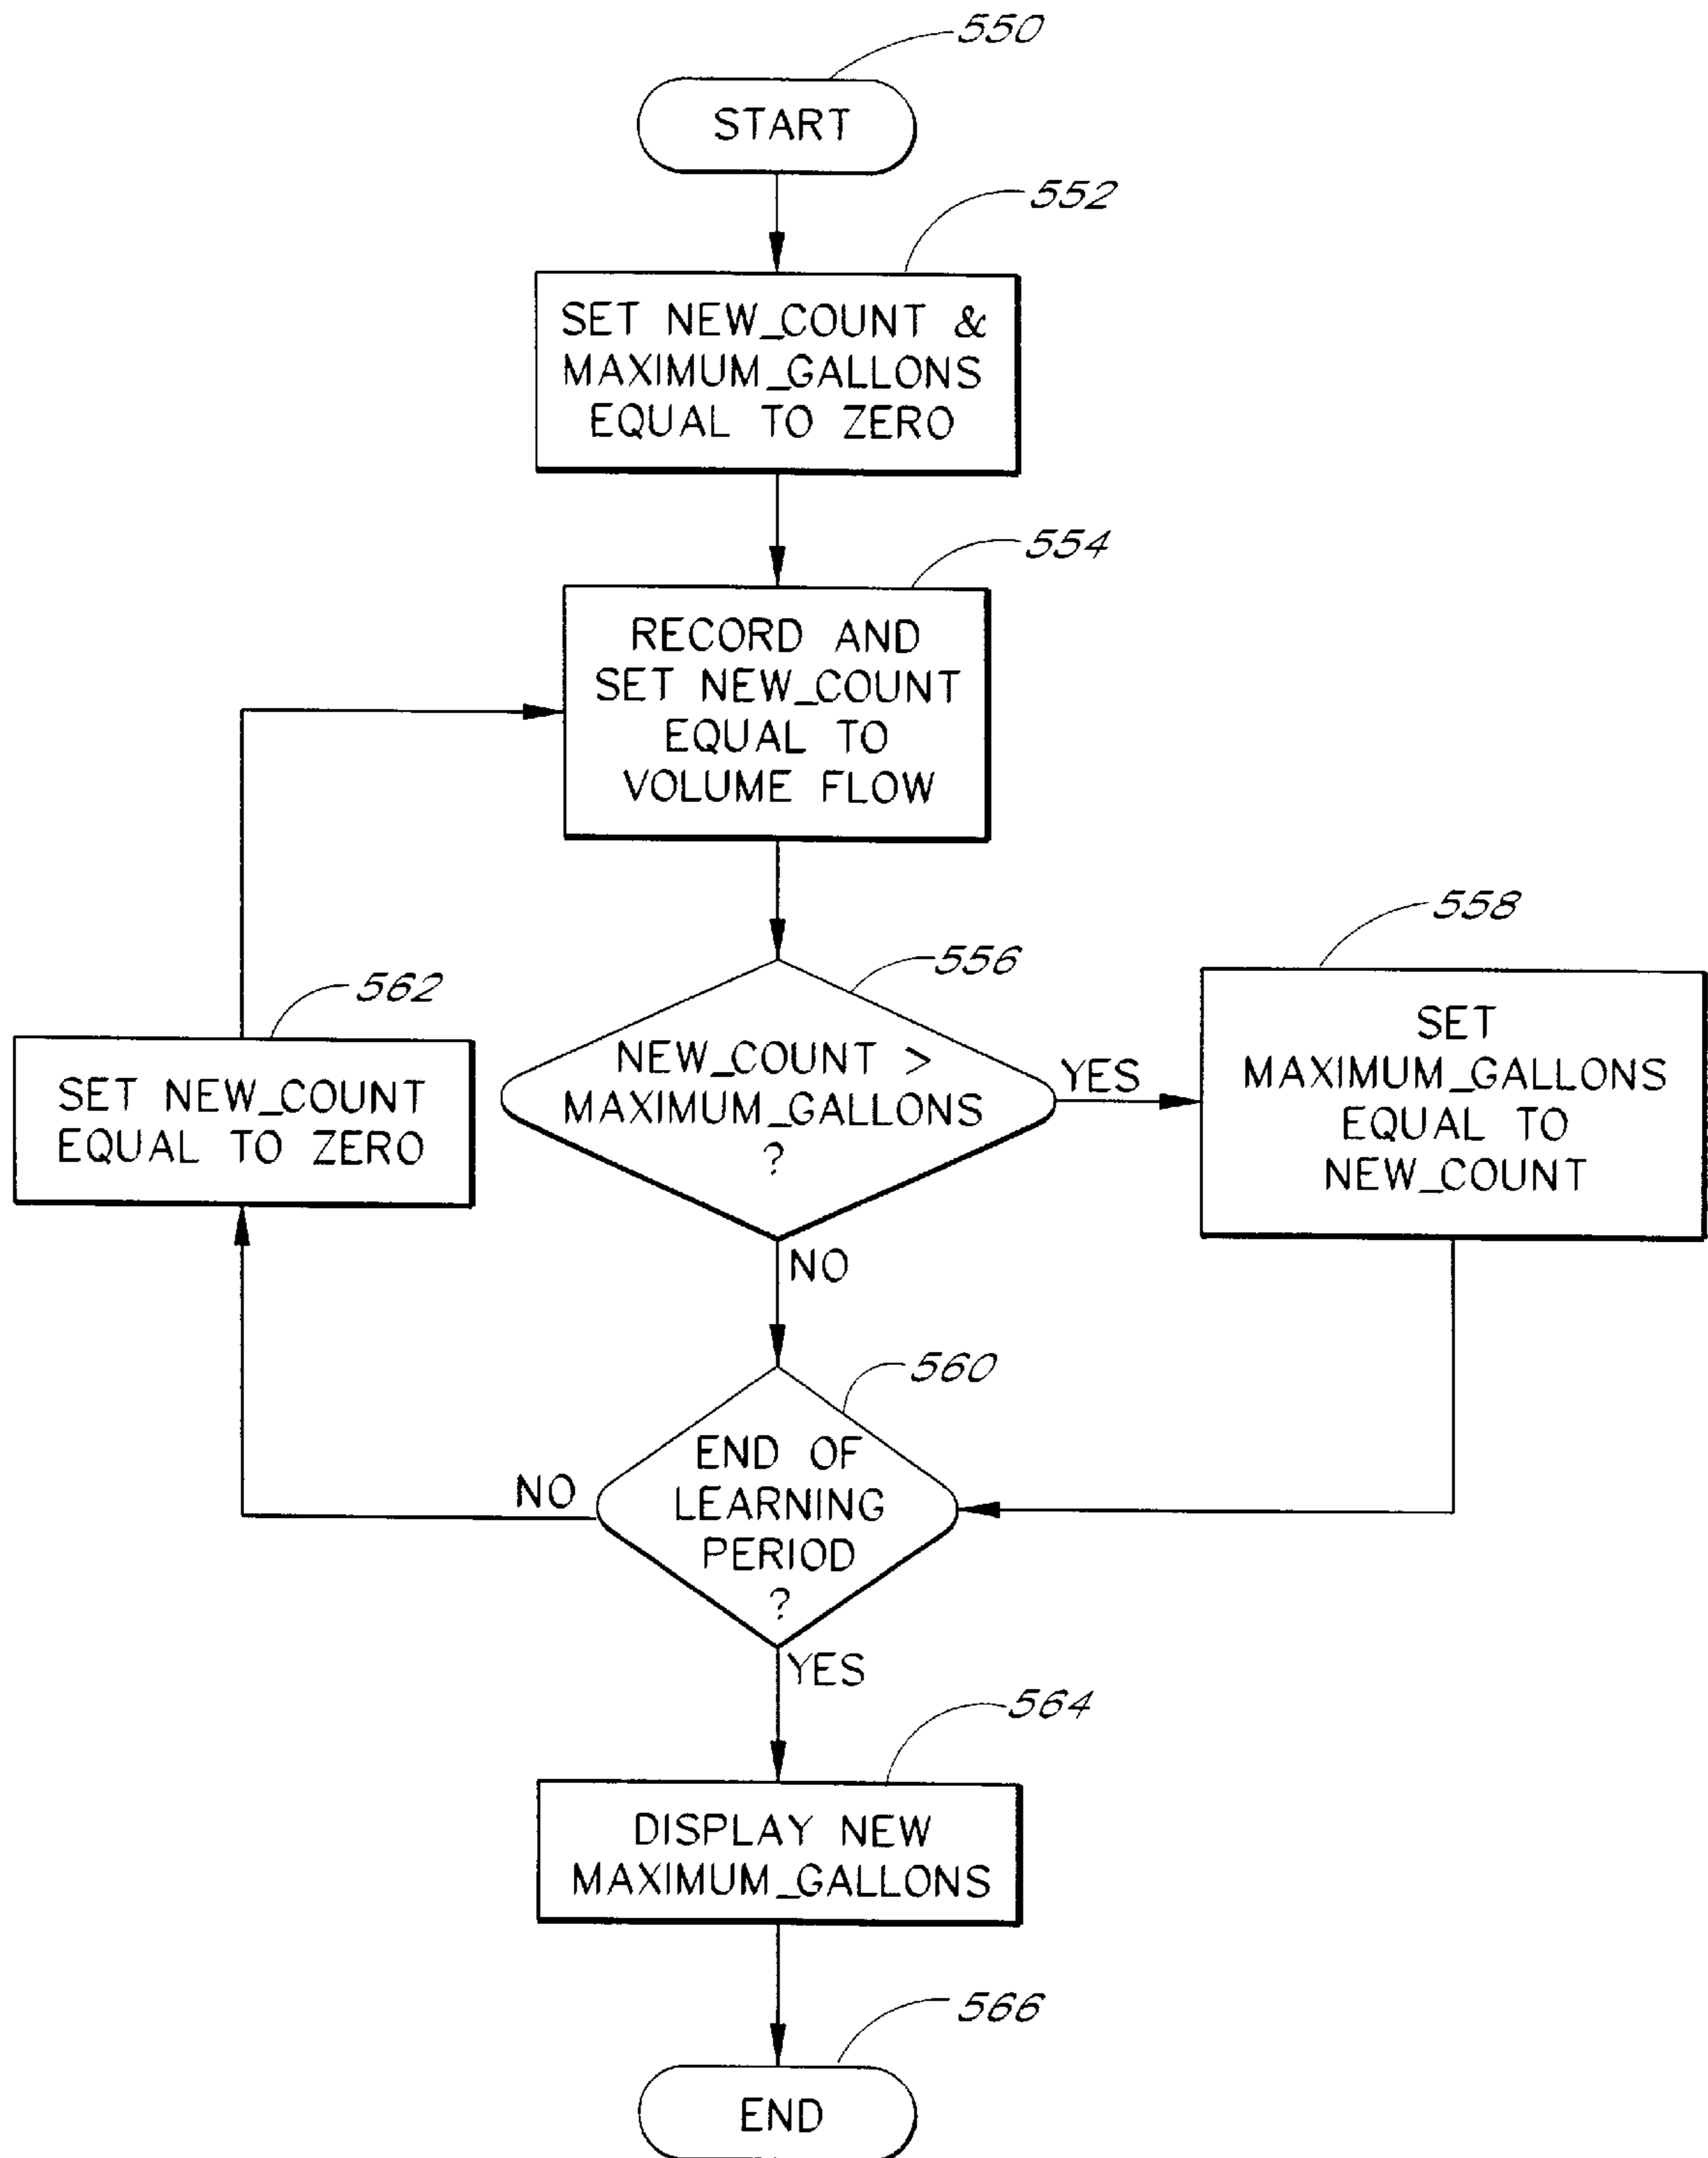 550
START
552
SET NEW_COUNT &
MAXIMUM_GALLONS
EQUAL TO ZERO
554
RECORD AND
SET NEW_COUNT
EQUAL TO
VOLUME FLOW
556
NEW_COUNT >
MAXIMUM_GALLONS
?
YES
558
SET
MAXIMUM_GALLONS
EQUAL TO
NEW_COUNT
562
SET NEW_COUNT
EQUAL TO ZERO
NO
560
END OF
LEARNING
PERIOD
?
NO
YES
564
DISPLAY NEW
MAXIMUM_GALLONS
566
END